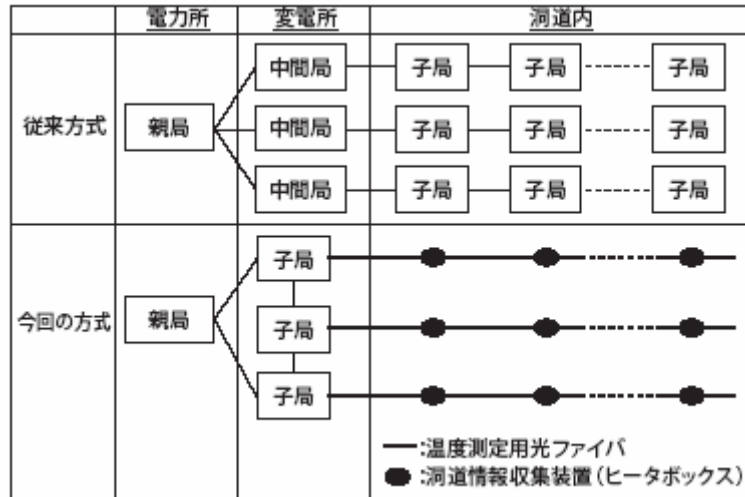 電力所 変電所 洞道内
従来方式
親局
中間局 子局 子局 子局
中間局 子局 子局 子局
中間局 子局 子局 子局
今回の方式
親局
子局
子局
子局
:温度測定用光ファイバ
:洞道情報収集装置(ヒータボックス)